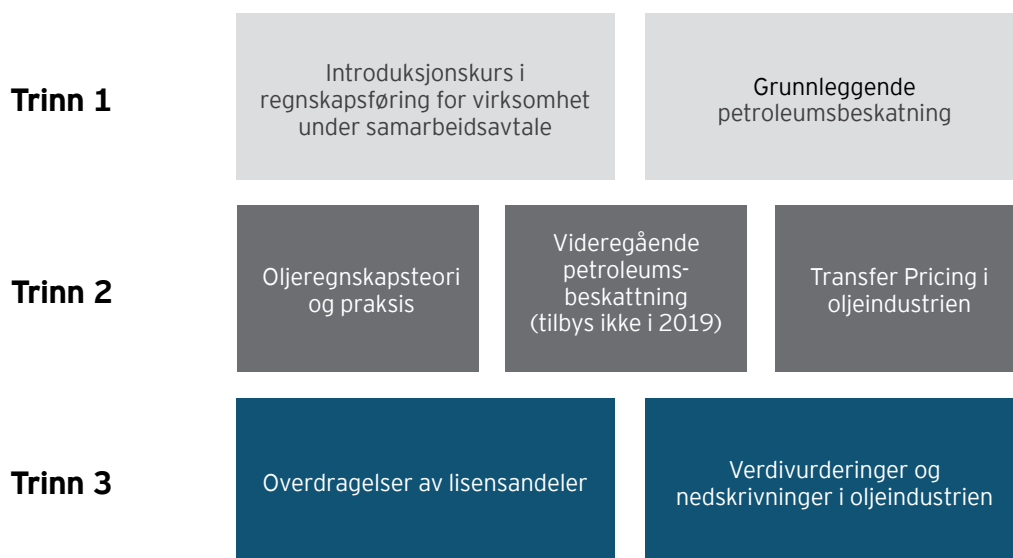 Trinn 1
Introduksjonskurs i
regnskapsføring for virksomhet
under samarbeidsavtale
Grunnleggende
petroleumsbeskatning
Trinn 2
Oljeregnskapsteori
og praksis
Videregående
petroleums-
beskattning
(tilbys ikke i 2019)
Transfer Pricing i
oljeindustrien
Trinn 3
Overdragelser av lisensandeler
Verdivurderinger og
nedskrivninger i oljeindustrien